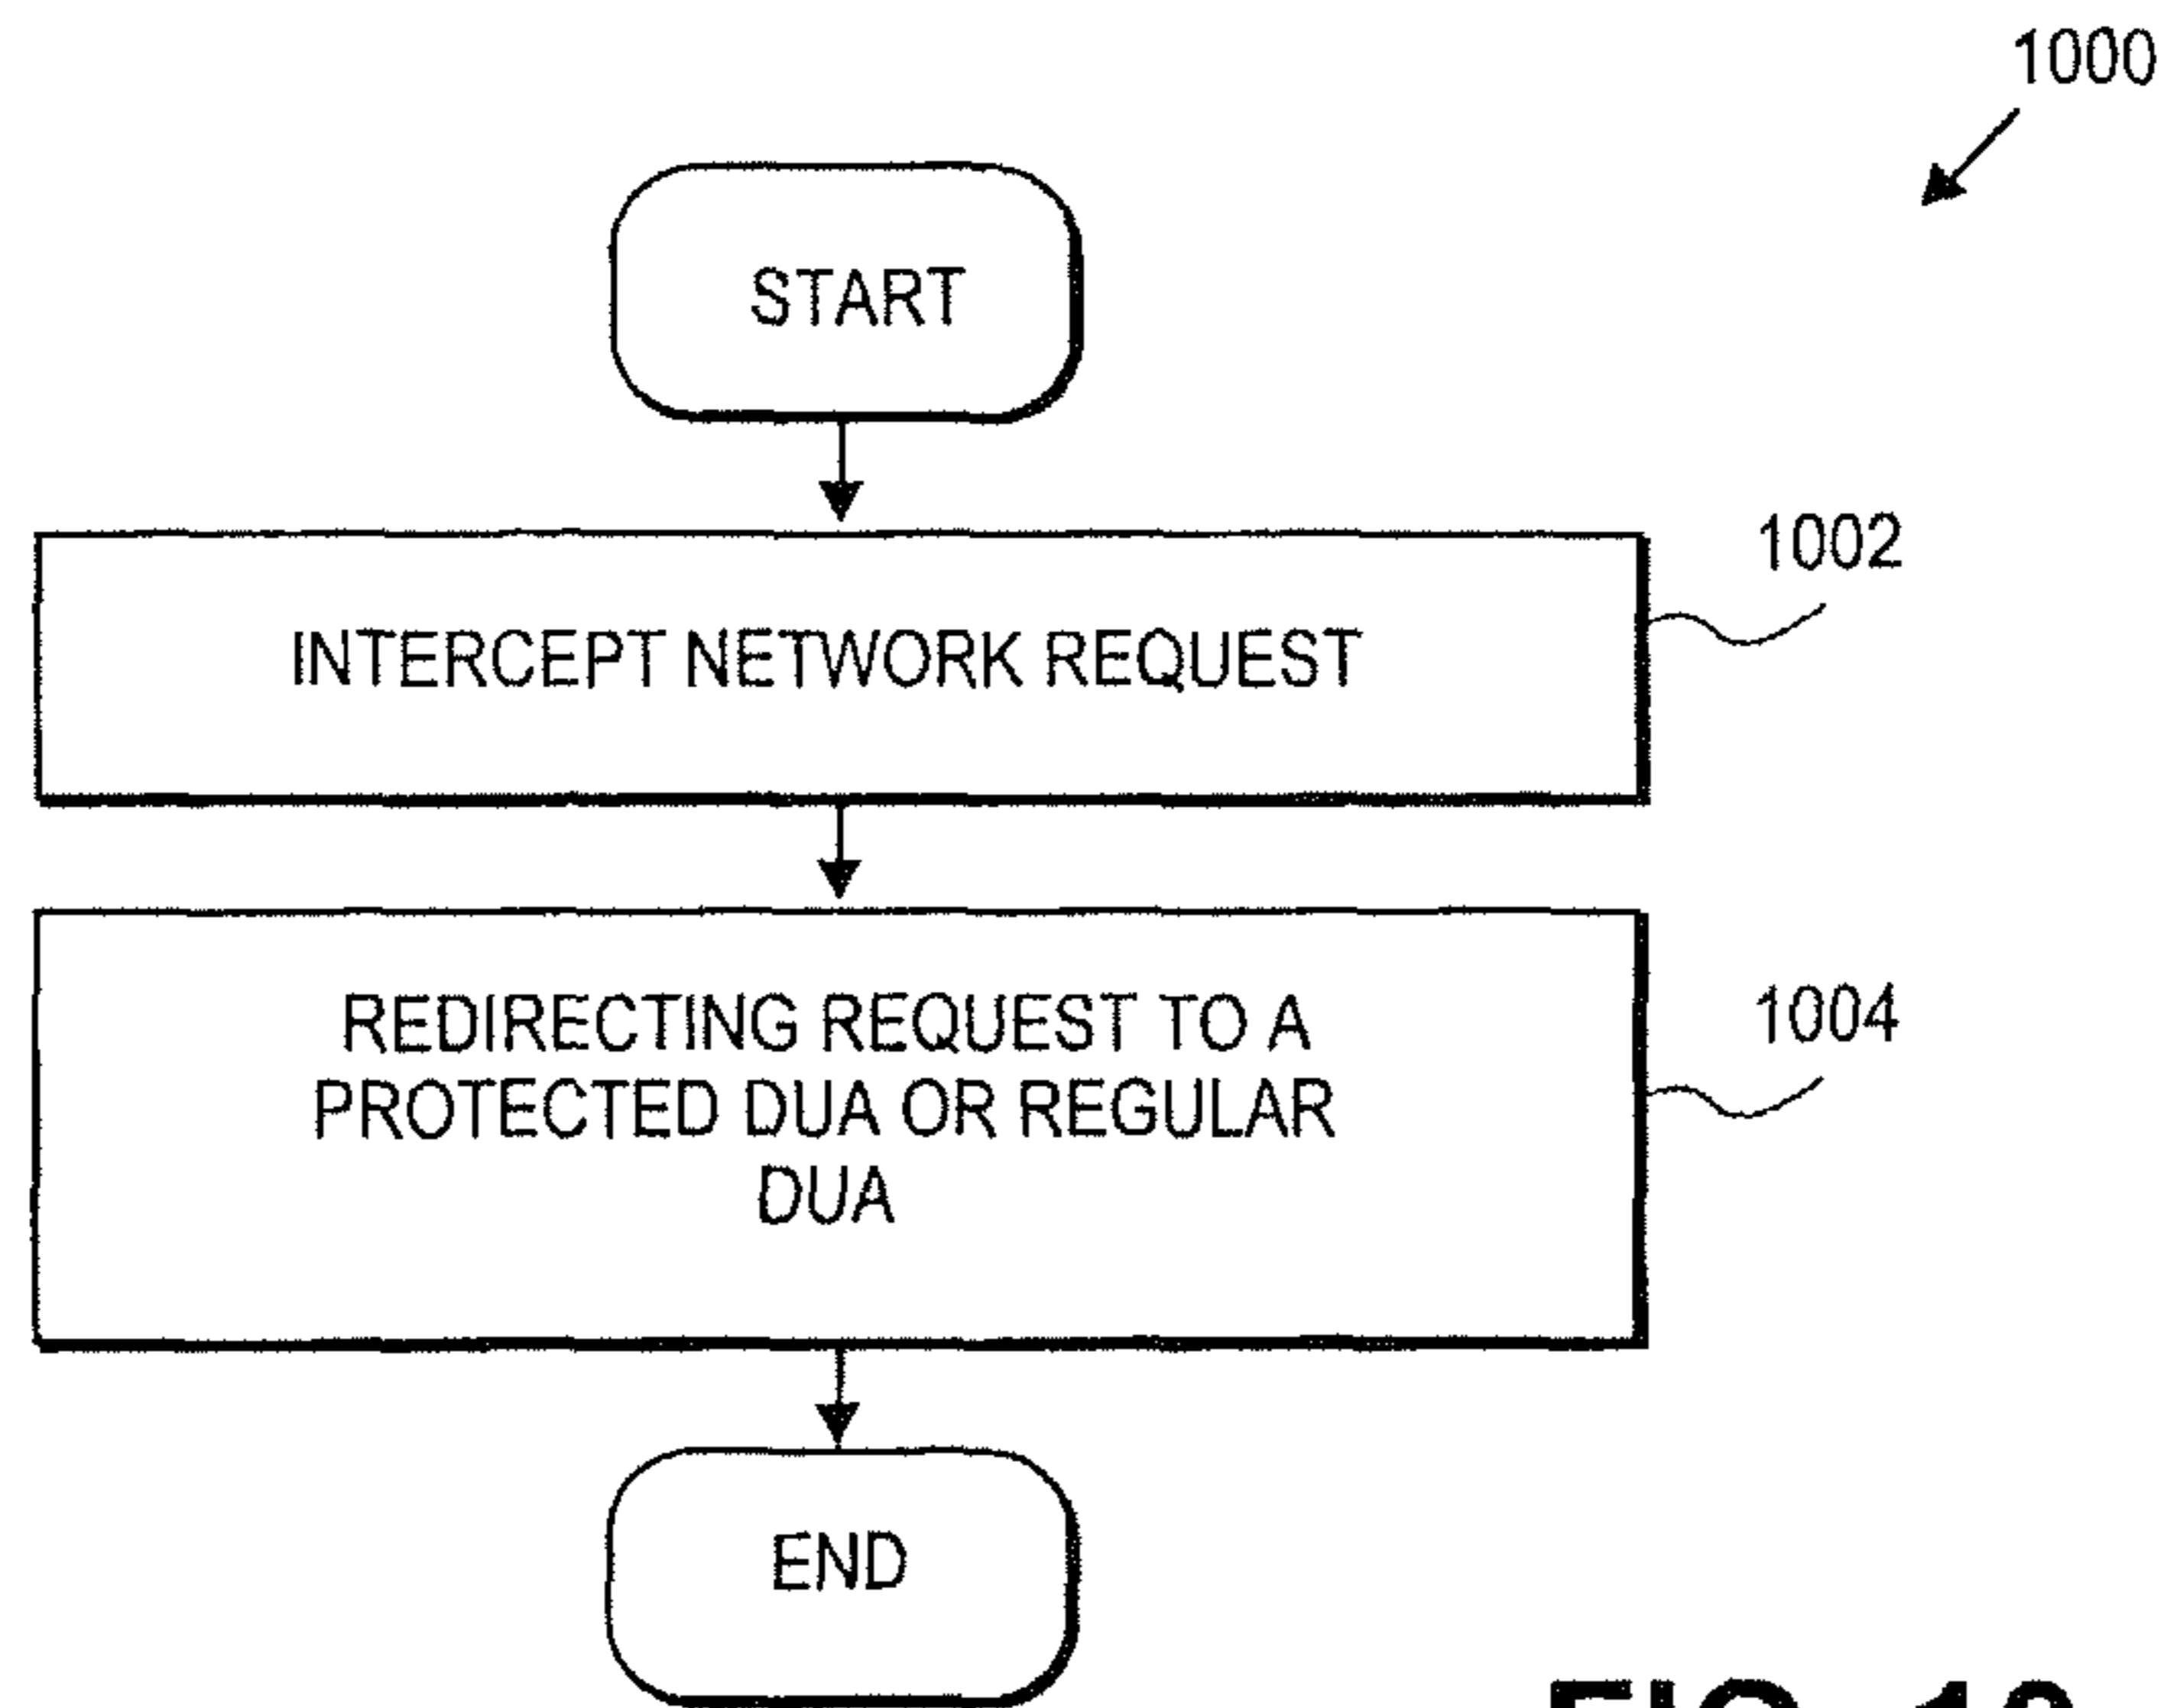 1000
START
1002
INTERCEPT NETWORK REQUEST
1004
REDIRECTING REQUEST TO A
PROTECTED DUA OR REGULAR
DUA
END